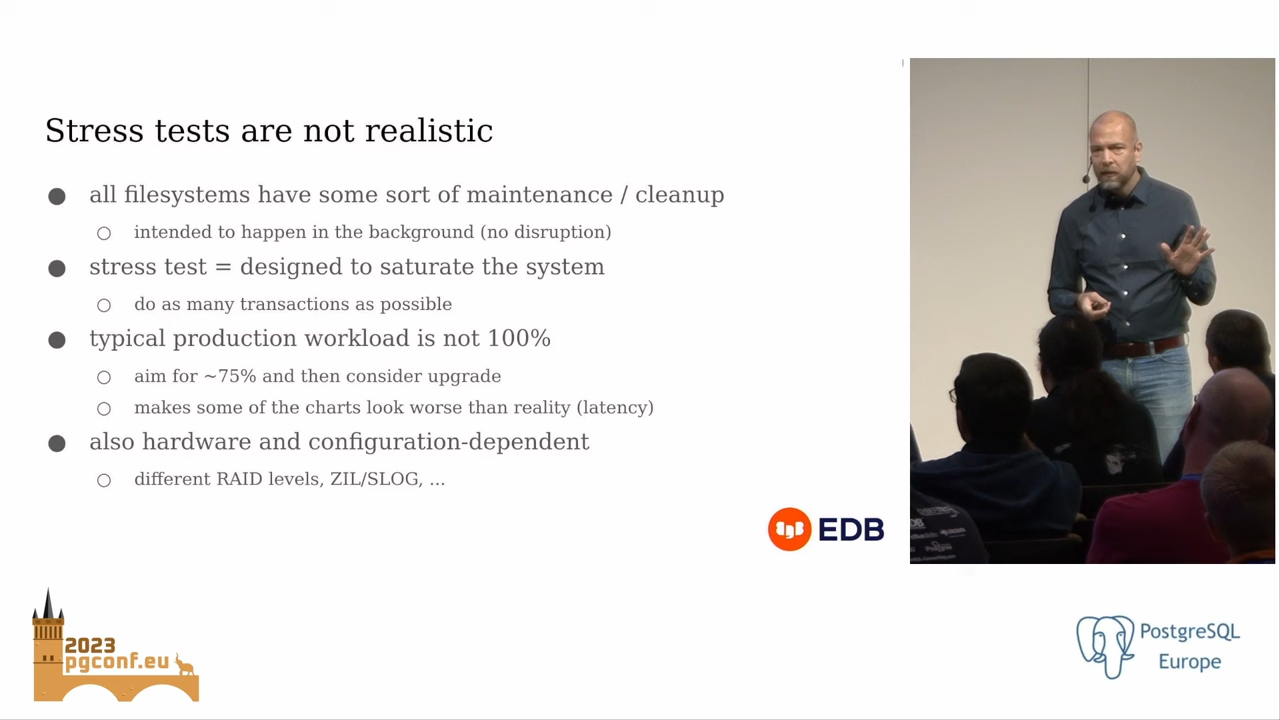 Stress tests are not realistic
● all filesystems have some sort of maintenance / cleanup
○ intended to happen in the background (no disruption)
● stress test = designed to saturate the system
○ do as many transactions as possible
● typical production workload is not 100%
○ aim for ~75% and then consider upgrade
○ makes some of the charts look worse than reality (latency)
● also hardware and configuration-dependent
○ different RAID levels, ZIL/SLOG, ...
EDB
2023
pgconf.eu
PostgreSQL
Europe